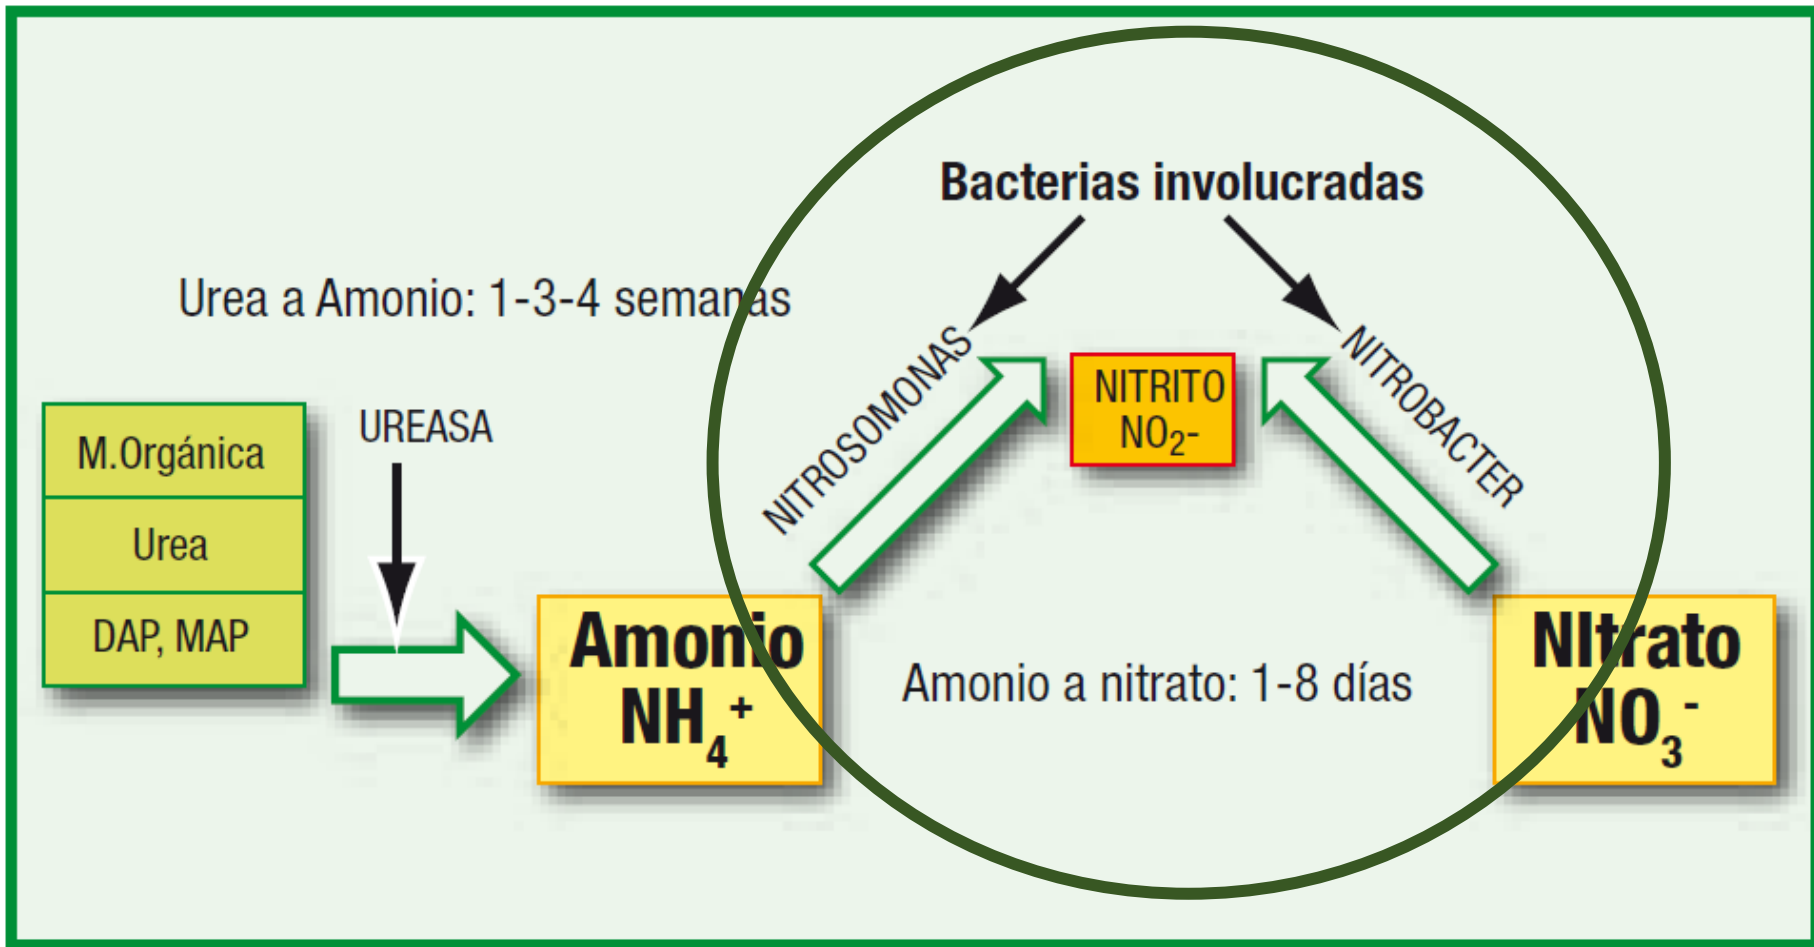 Bacterias involucradas
Urea a Amonio: 1-3-4 semanas
NITROSOMONAS
NITRITO
NO₂-
NITROBACTER
M.Orgánica
Urea
DAP, MAP
UREASA
Amonio
NH₄⁺
Amonio a nitrato: 1-8 días
NItrato
NO₃⁻